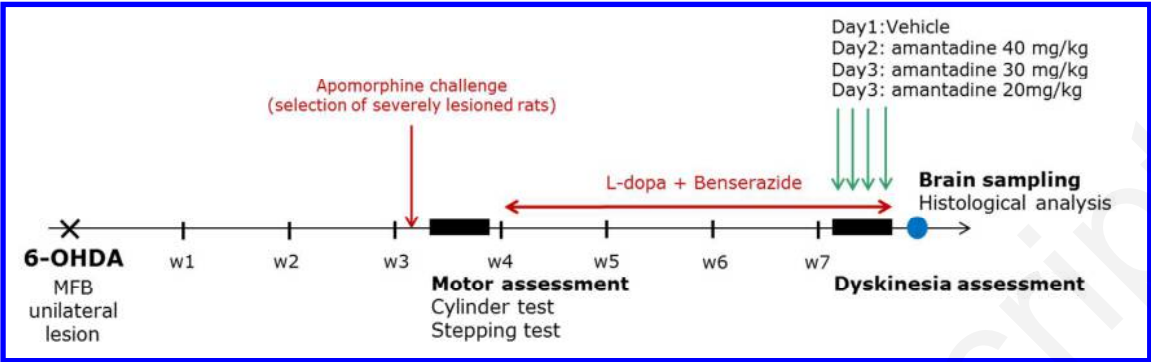 Day1:Vehicle
Day2: amantadine 40 mg/kg
Day3: amantadine 30 mg/kg
Day3: amantadine 20mg/kg
Apomorphine challenge
(selection of severely lesioned rats)
L-dopa + Benserazide
Brain sampling
Histological analysis
6-OHDA
MFB
unilateral
lesion
w1
w2
w3
w4
w5
w6
w7
Motor assessment
Cylinder test
Stepping test
Dyskinesia assessment